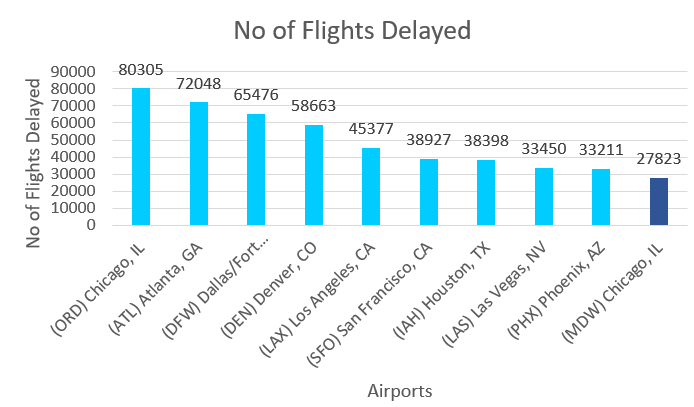 No of Flights Delayed
No of Flights Delayed
90000
80000
70000
60000
50000
40000
30000
20000
10000
0
80305
72048
65476
58663
45377
38927
38398
33450
33211
27823
(ORD) Chicago, IL
(ATL) Atlanta, GA
(DFW) Dallas/Fort...
(DEN) Denver, CO
(LAX) Los Angeles, CA
(SFO) San Francisco, CA
(IAH) Houston, TX
(LAS) Las Vegas, NV
(PHX) Phoenix, AZ
(MDW) Chicago, IL
Airports